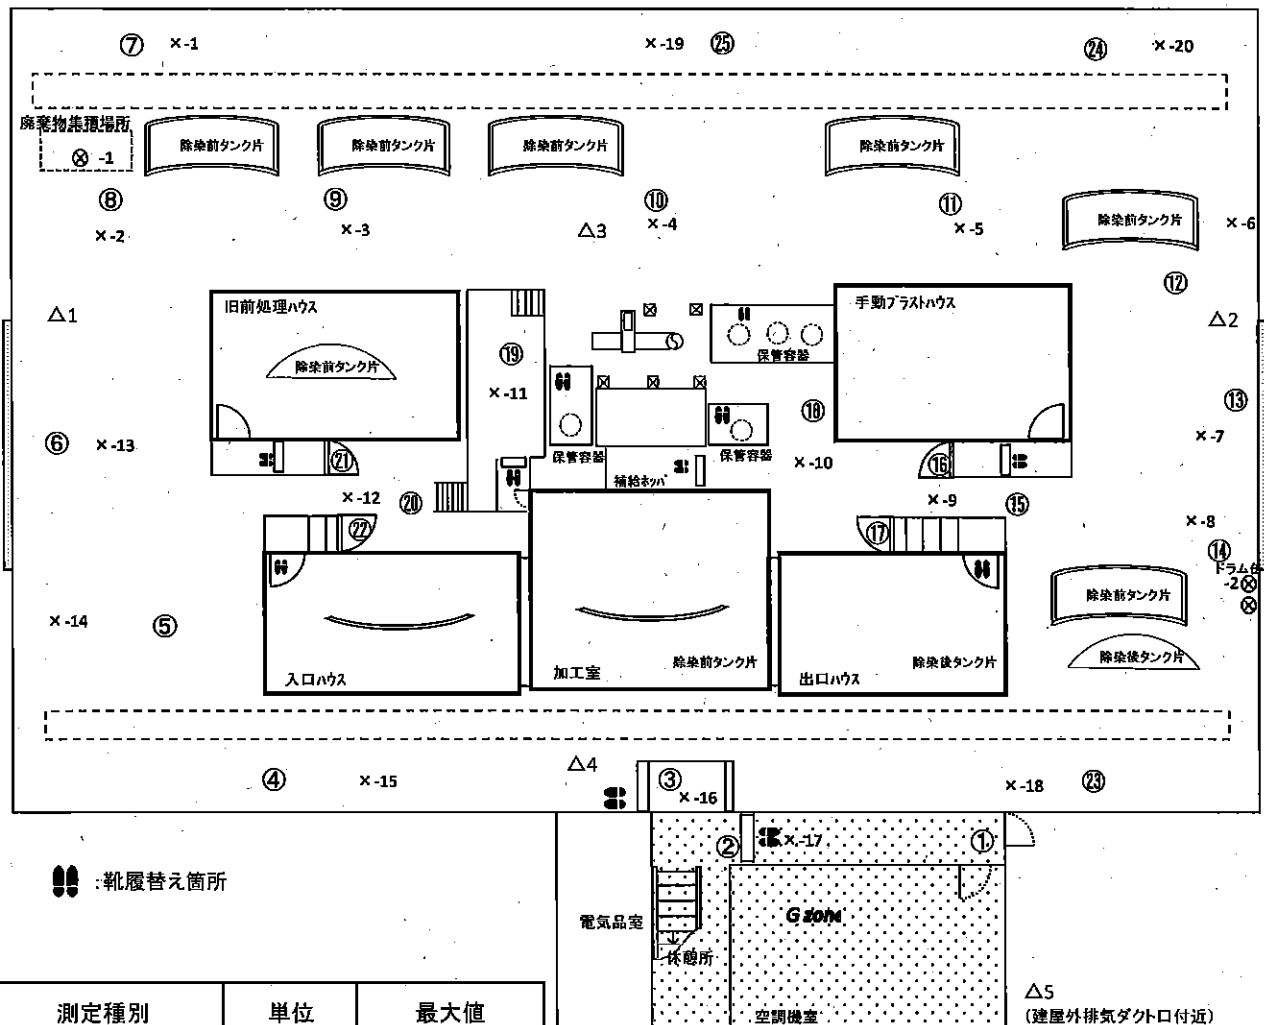 ⑦ ×-1 ×-19 ㉕ ㉔ ×-20
廃棄物集積場所
⊗ -1
除染前タンク片 除染前タンク片 除染前タンク片 除染前タンク片
⑧ ⑨ ⑩ ⑪
×-2 ×-3 △3 ×-4 ×-5
除染前タンク片 ×-6
⑫
△1 △2
旧前処理ハウス
手動ブラストハウス
除染前タンク片
保管容器
⑲ ⑱ ⑬
×-11
⑥ ×-13 ×-7
保管容器 保管容器
㉑ ×-10 ⑯
補給ホッパ
×-12 ⑳ ×-9 ⑮ ×-8
㉒ ⑰ ⑭
-2⊗
⊗
除染前タンク片
除染後タンク片
×-14 ⑤
入口ハウス
加工室
除染前タンク片
出口ハウス
除染後タンク片
④ ×-15 △4 ③ ×-16 ×-18 ㉓
② ×-17 ①
:靴履替え箇所
電気品室
G zone
休憩所
空調機室
△5
(建屋外排気ダクト口付近)
測定種別 単位 最大値